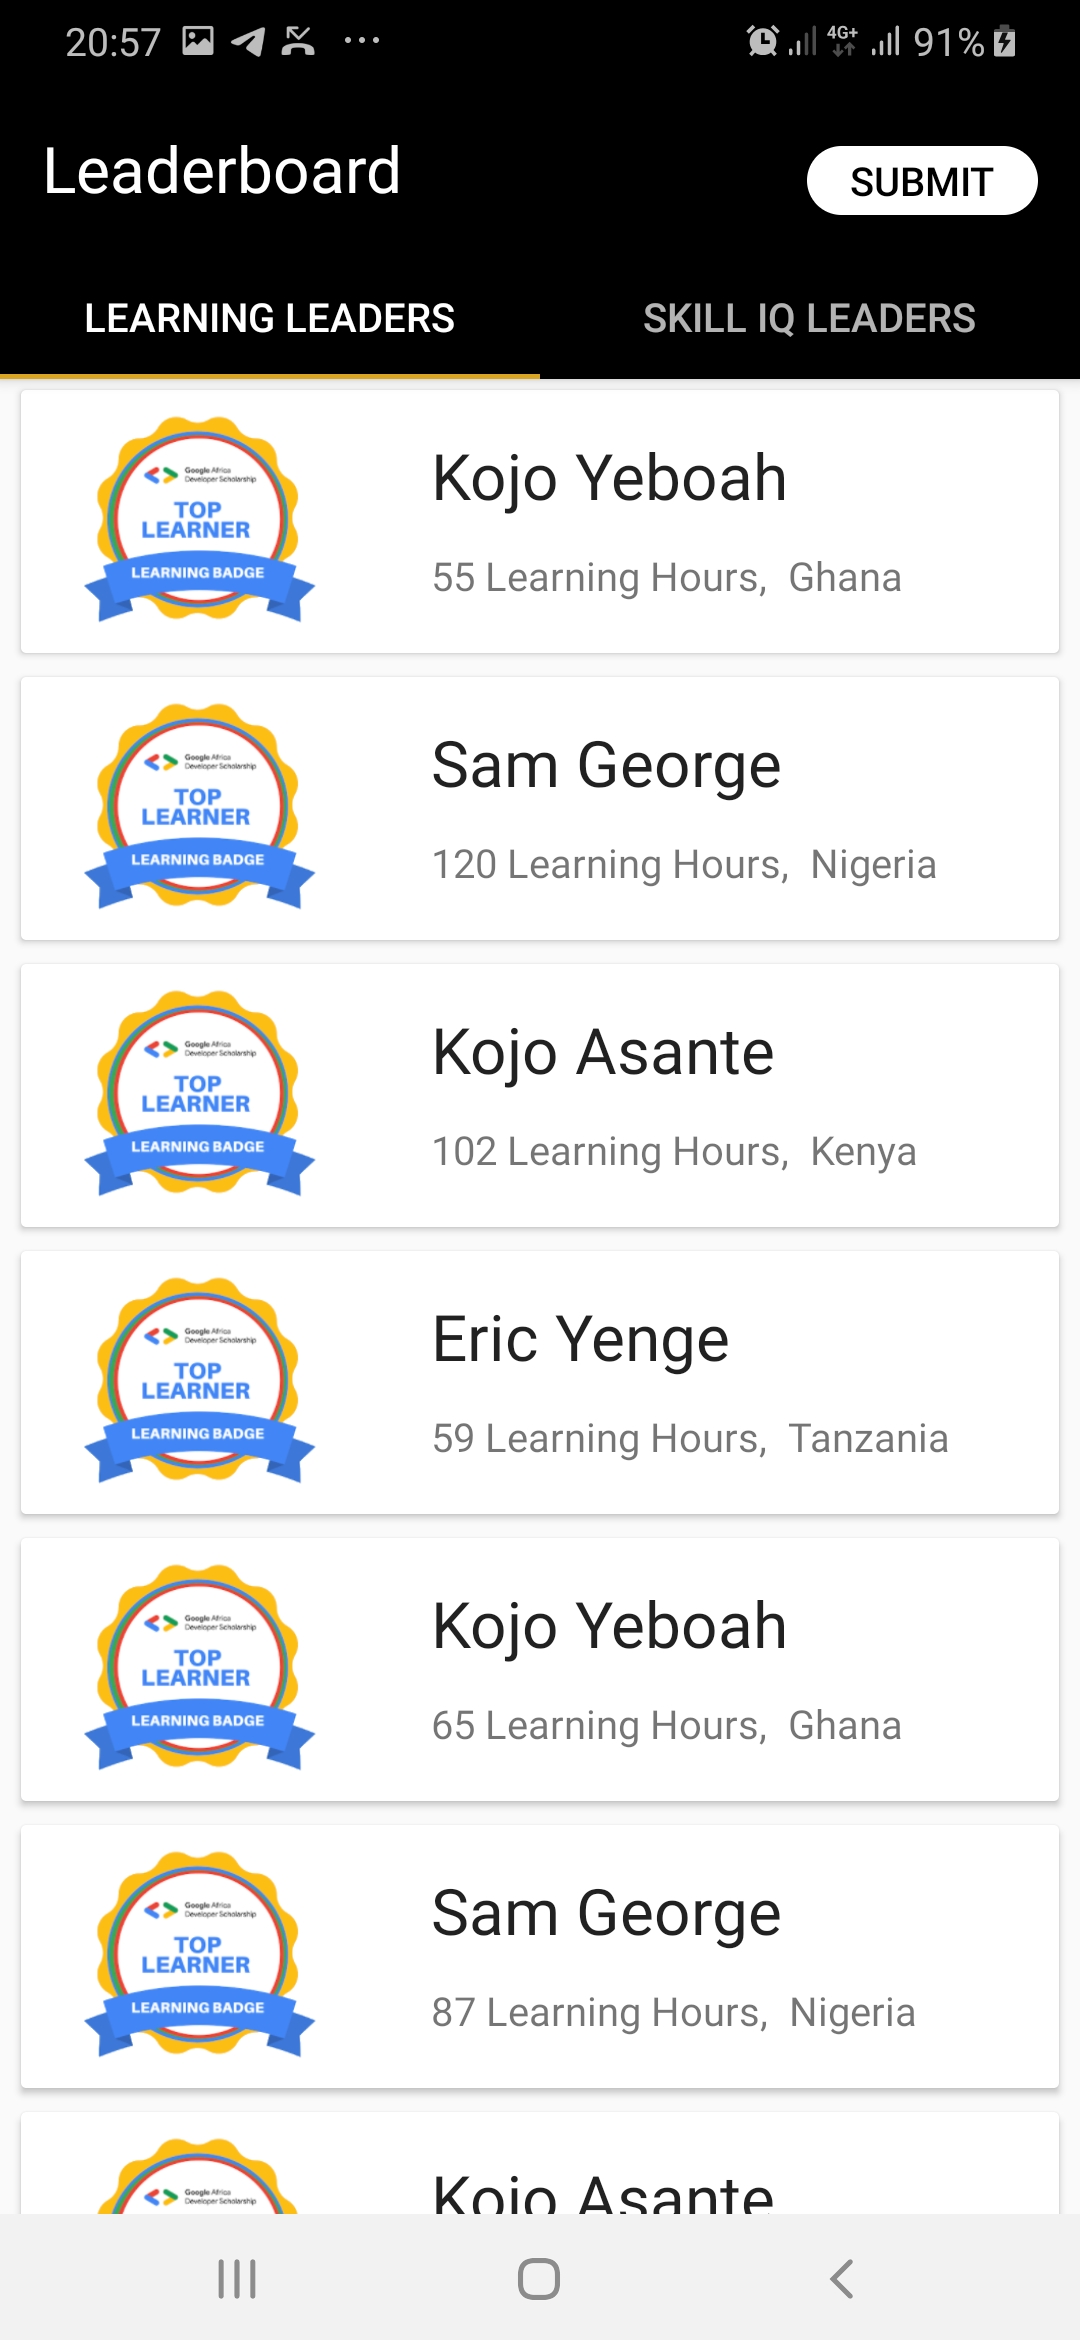 20:57 4G+ 91%
Leaderboard
SUBMIT
LEARNING LEADERS SKILL IQ LEADERS
Google Africa
Developer Scholarship
TOP
LEARNER
LEARNING BADGE
Kojo Yeboah
55 Learning Hours, Ghana
Google Africa
Developer Scholarship
TOP
LEARNER
LEARNING BADGE
Sam George
120 Learning Hours, Nigeria
Google Africa
Developer Scholarship
TOP
LEARNER
LEARNING BADGE
Kojo Asante
102 Learning Hours, Kenya
Google Africa
Developer Scholarship
TOP
LEARNER
LEARNING BADGE
Eric Yenge
59 Learning Hours, Tanzania
Google Africa
Developer Scholarship
TOP
LEARNER
LEARNING BADGE
Kojo Yeboah
65 Learning Hours, Ghana
Google Africa
Developer Scholarship
TOP
LEARNER
LEARNING BADGE
Sam George
87 Learning Hours, Nigeria
Google Africa
Developer Scholarship
Kojo Asante